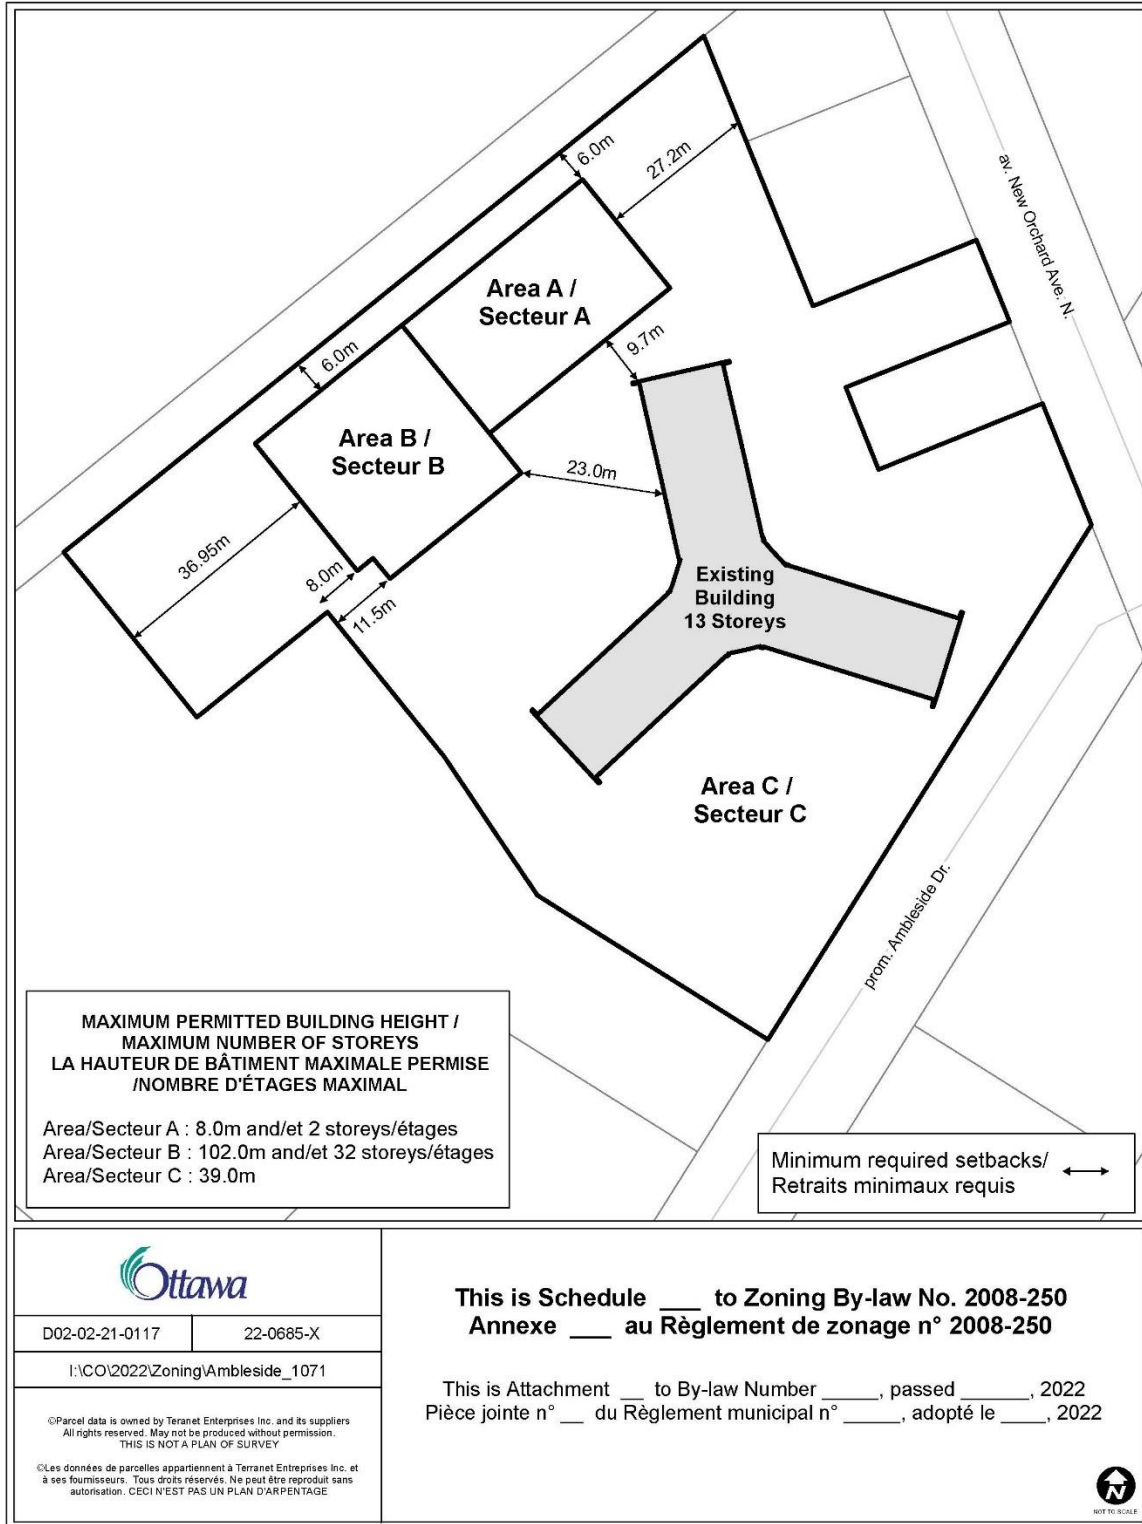 6.0m
27.2m
av. New Orchard Ave. N.
Area A /
Secteur A
9.7m
6.0m
Area B /
Secteur B
23.0m
36.95m
8.0m
11.5m
Existing
Building
13 Storeys
Area C /
Secteur C
prom. Ambleside Dr.
MAXIMUM PERMITTED BUILDING HEIGHT /
MAXIMUM NUMBER OF STOREYS
LA HAUTEUR DE BÂTIMENT MAXIMALE PERMISE
/NOMBRE D'ÉTAGES MAXIMAL
Area/Secteur A : 8.0m and/et 2 storeys/étages
Area/Secteur B : 102.0m and/et 32 storeys/étages
Area/Secteur C : 39.0m
Minimum required setbacks/
Retraits minimaux requis
Ottawa
D02-02-21-0117
22-0685-X
I:\CO\2022\Zoning\Ambleside_1071
©Parcel data is owned by Teranet Enterprises Inc. and its suppliers
All rights reserved. May not be produced without permission.
THIS IS NOT A PLAN OF SURVEY
©Les données de parcelles appartiennent à Teranet Entreprises Inc. et
à ses fournisseurs. Tous droits réservés. Ne peut être reproduit sans
autorisation. CECI N'EST PAS UN PLAN D'ARPENTAGE
This is Schedule ___ to Zoning By-law No. 2008-250
Annexe ___ au Règlement de zonage n° 2008-250
This is Attachment __ to By-law Number _____, passed ______, 2022
Pièce jointe n° __ du Règlement municipal n° _____, adopté le ____, 2022
N
NOT TO SCALE